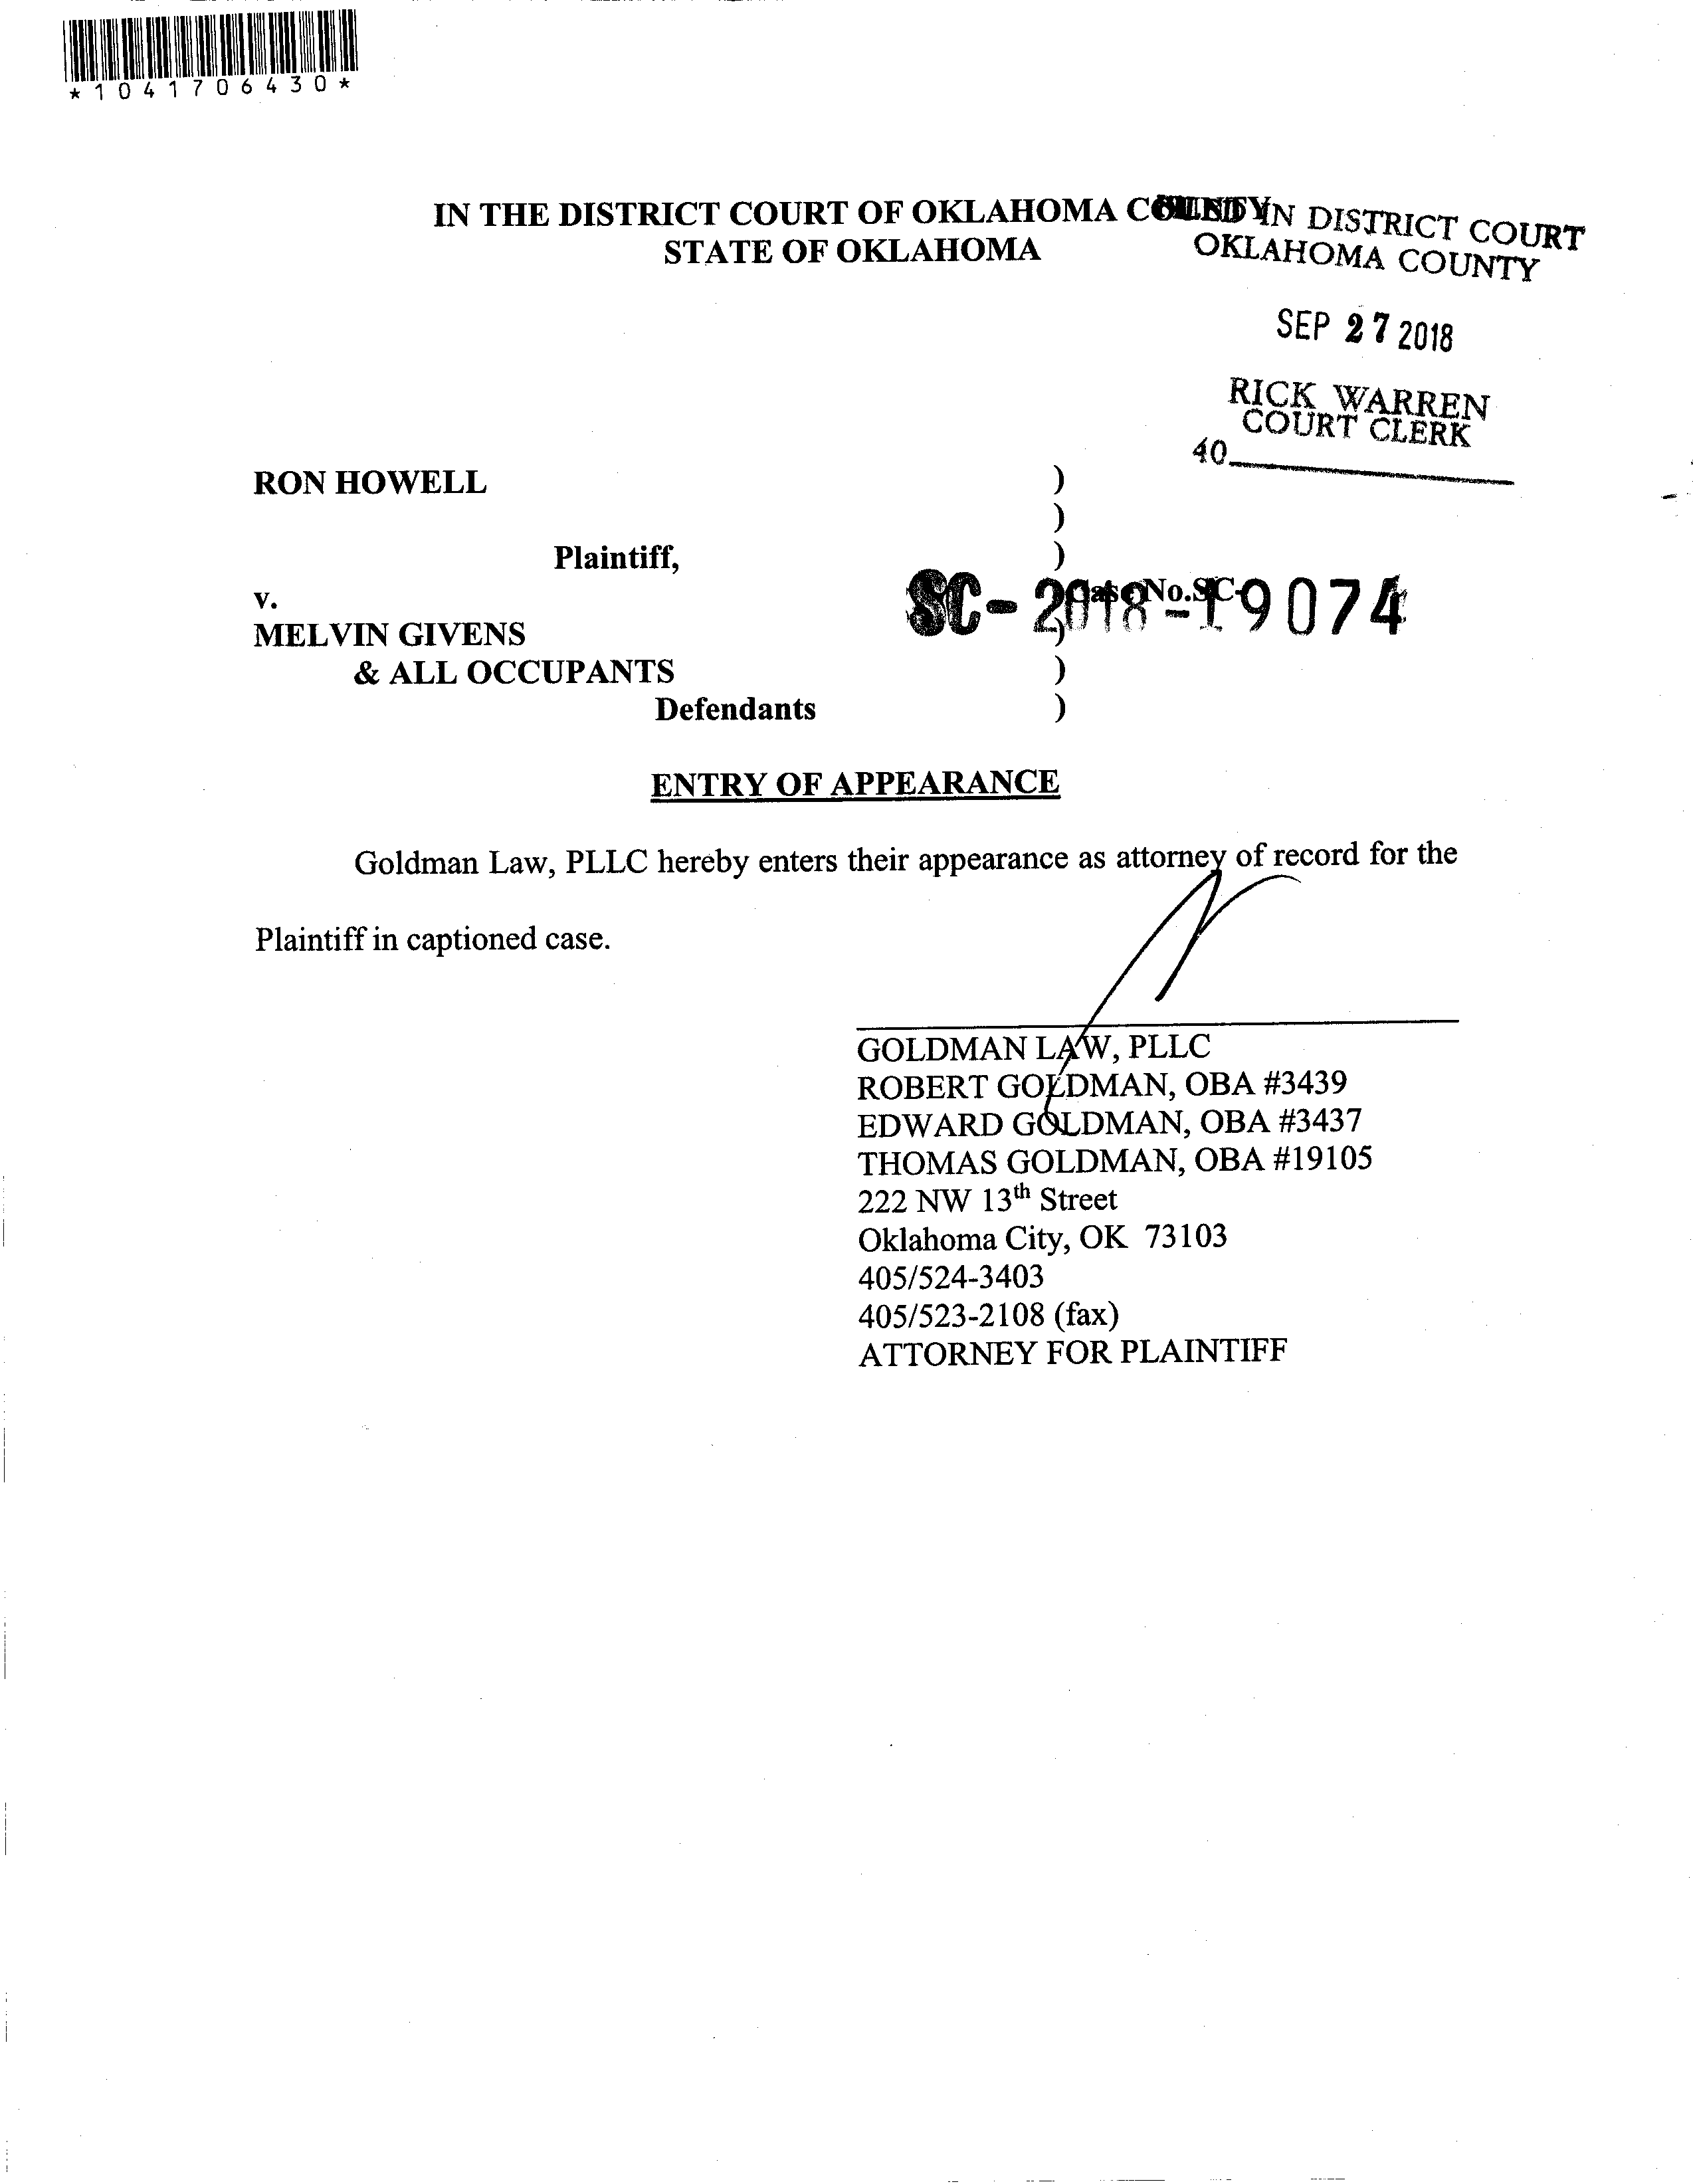 *1041706430*
IN THE DISTRICT COURT OF OKLAHOMA COUNTY
STATE OF OKLAHOMA
FILED IN DISTRICT COURT
OKLAHOMA COUNTY
SEP 27 2018
RICK WARREN
COURT CLERK
40
RON HOWELL )
)
Plaintiff, )
v. Case No.SC-
SC-2018-19074
MELVIN GIVENS )
& ALL OCCUPANTS )
Defendants )
ENTRY OF APPEARANCE
Goldman Law, PLLC hereby enters their appearance as attorney of record for the
Plaintiff in captioned case.
GOLDMAN LAW, PLLC
ROBERT GOLDMAN, OBA #3439
EDWARD GOLDMAN, OBA #3437
THOMAS GOLDMAN, OBA #19105
222 NW 13th Street
Oklahoma City, OK 73103
405/524-3403
405/523-2108 (fax)
ATTORNEY FOR PLAINTIFF